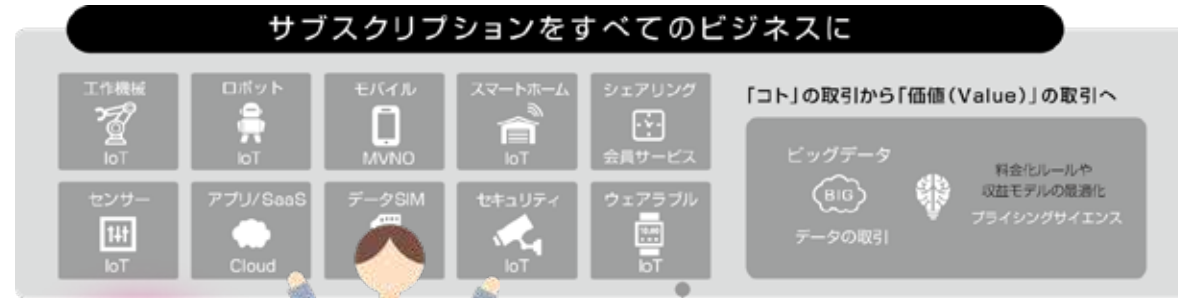 サブスクリプションをすべてのビジネスに
工作機械
IoT
ロボット
IoT
モバイル
MVNO
スマートホーム
IoT
シェアリング
会員サービス
センサー
IoT
アプリ/SaaS
Cloud
データSIM
セキュリティ
IoT
ウェアラブル
10:00
IoT
「コト」の取引から「価値(Value)」の取引へ
ビッグデータ
BIG
データの取引
料金化ルールや
収益モデルの最適化
プライシングサイエンス